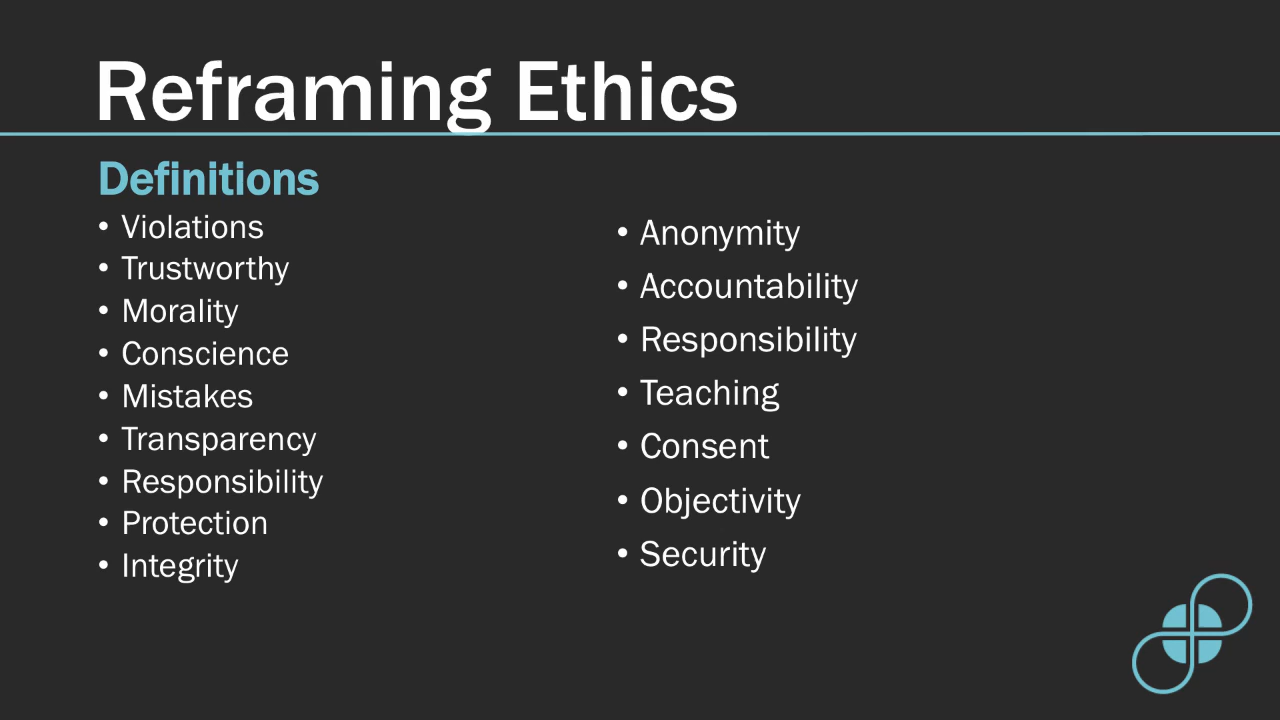 Reframing Ethics
Definitions
• Violations
• Trustworthy
• Morality
• Conscience
• Mistakes
• Transparency
• Responsibility
• Protection
• Integrity
• Anonymity
• Accountability
• Responsibility
• Teaching
• Consent
• Objectivity
• Security